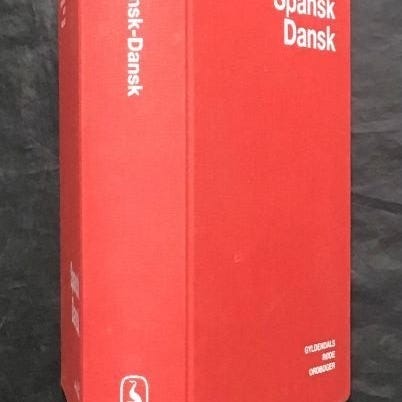 Spansk
Dansk
nsk-Dansk
GYLDENDALS
RØDE
ORDBØGER